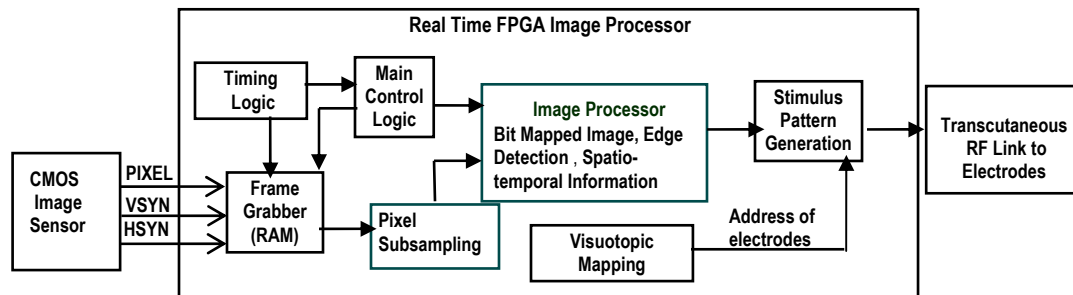 Real Time FPGA Image Processor
Timing
Logic
Main
Control
Logic
Image Processor
Bit Mapped Image, Edge
Detection , Spatio-
temporal Information
Stimulus
Pattern
Generation
Transcutaneous
RF Link to
Electrodes
CMOS
Image
Sensor
PIXEL
VSYN
HSYN
Frame
Grabber
(RAM)
Pixel
Subsampling
Visuotopic
Mapping
Address of
electrodes